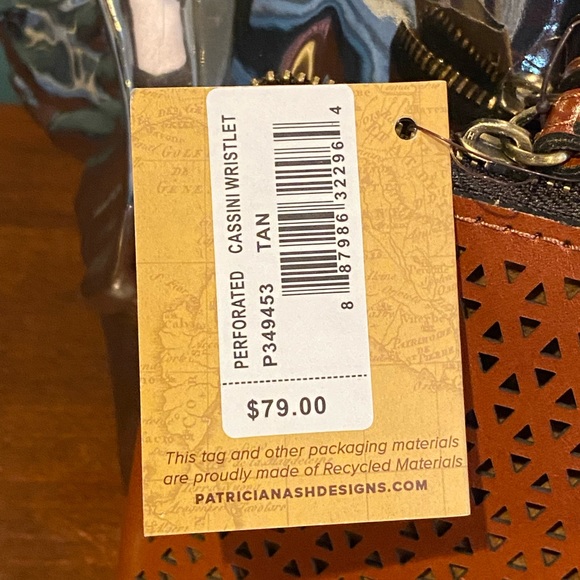 PERFORATED CASSINI WRISTLET
P349453 TAN
8 87986 32296 4
$79.00
This tag and other packaging materials
are proudly made of Recycled Materials
PATRICIANASHDESIGNS.COM